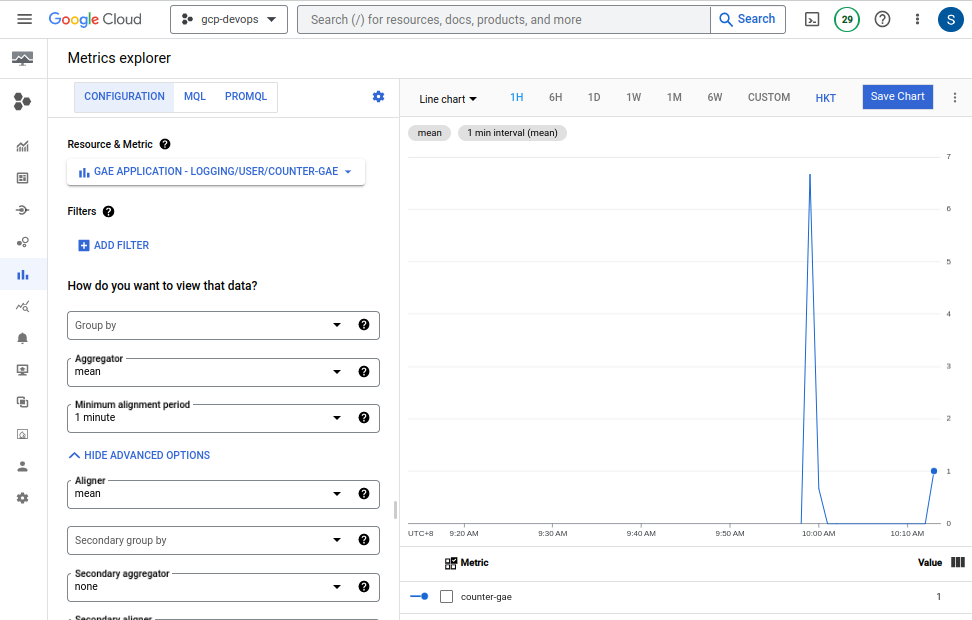 Google Cloud
gcp-devops
Search (/) for resources, docs, products, and more
Search
29
S
Metrics explorer
CONFIGURATION
MQL
PROMQL
Resource & Metric
GAE APPLICATION - LOGGING/USER/COUNTER-GAE
Filters
ADD FILTER
How do you want to view that data?
Group by
Aggregator
mean
Minimum alignment period
1 minute
HIDE ADVANCED OPTIONS
Aligner
mean
Secondary group by
Secondary aggregator
none
Secondary aligner
Line chart
1H
6H
1D
1W
1M
6W
CUSTOM
HKT
Save Chart
mean
1 min interval (mean)
7
6
5
4
3
2
1
0
UTC+8
9:20 AM
9:30 AM
9:40 AM
9:50 AM
10:00 AM
10:10 AM
Metric
Value
counter-gae
1